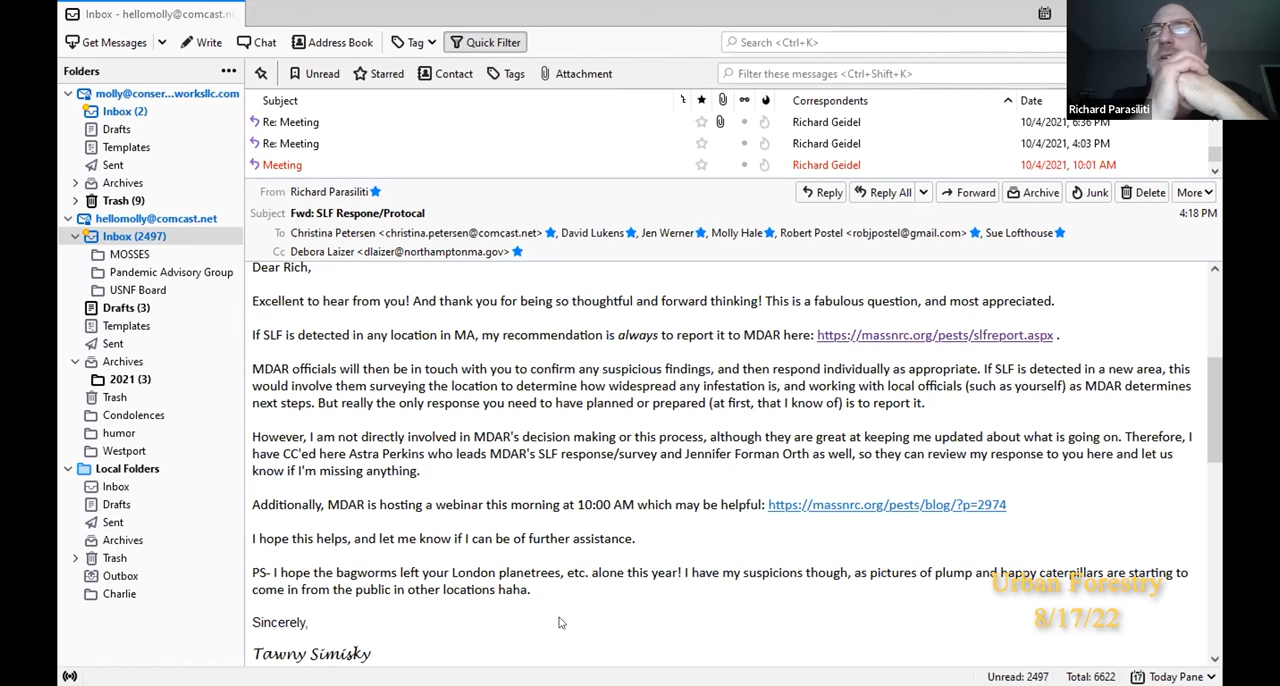 Inbox - hellomolly@comcast.n
Get Messages Write Chat Address Book Tag Quick Filter Search <Ctrl+K>
Folders ••• Unread Starred Contact Tags Attachment Filter these messages <Ctrl+Shift+K>
Richard Parasiliti
molly@conser...worksllc.com
Inbox (2)
Drafts
Templates
Sent
Archives
Trash (9)
hellomolly@comcast.net
Inbox (2497)
MOSSES
Pandemic Advisory Group
USNF Board
Drafts (3)
Templates
Sent
Archives
2021 (3)
Trash
Condolences
humor
Westport
Local Folders
Inbox
Drafts
Sent
Archives
Trash
Outbox
Charlie
Subject Correspondents Date
Re: Meeting Richard Geidel 10/4/2021, 6:36 PM
Re: Meeting Richard Geidel 10/4/2021, 4:03 PM
Meeting Richard Geidel 10/4/2021, 10:01 AM
From Richard Parasiliti Reply Reply All Forward Archive Junk Delete More
Subject Fwd: SLF Respone/Protocal 4:18 PM
To Christina Petersen <christina.petersen@comcast.net>, David Lukens, Jen Werner, Molly Hale, Robert Postel <robjpostel@gmail.com>, Sue Lofthouse
Cc Debora Laizer <dlaizer@northamptonma.gov>
Dear Rich,
Excellent to hear from you! And thank you for being so thoughtful and forward thinking! This is a fabulous question, and most appreciated.
If SLF is detected in any location in MA, my recommendation is always to report it to MDAR here: https://massnrc.org/pests/slfreport.aspx .
MDAR officials will then be in touch with you to confirm any suspicious findings, and then respond individually as appropriate. If SLF is detected in a new area, this
would involve them surveying the location to determine how widespread any infestation is, and working with local officials (such as yourself) as MDAR determines
next steps. But really the only response you need to have planned or prepared (at first, that I know of) is to report it.
However, I am not directly involved in MDAR's decision making or this process, although they are great at keeping me updated about what is going on. Therefore, I
have CC'ed here Astra Perkins who leads MDAR's SLF response/survey and Jennifer Forman Orth as well, so they can review my response to you here and let us
know if I'm missing anything.
Additionally, MDAR is hosting a webinar this morning at 10:00 AM which may be helpful: https://massnrc.org/pests/blog/?p=2974
I hope this helps, and let me know if I can be of further assistance.
PS- I hope the bagworms left your London planetrees, etc. alone this year! I have my suspicions though, as pictures of plump and happy caterpillars are starting to
come in from the public in other locations haha.
Sincerely,
Tawny Simisky
Urban Forestry
8/17/22
Unread: 2497 Total: 6622 17 Today Pane